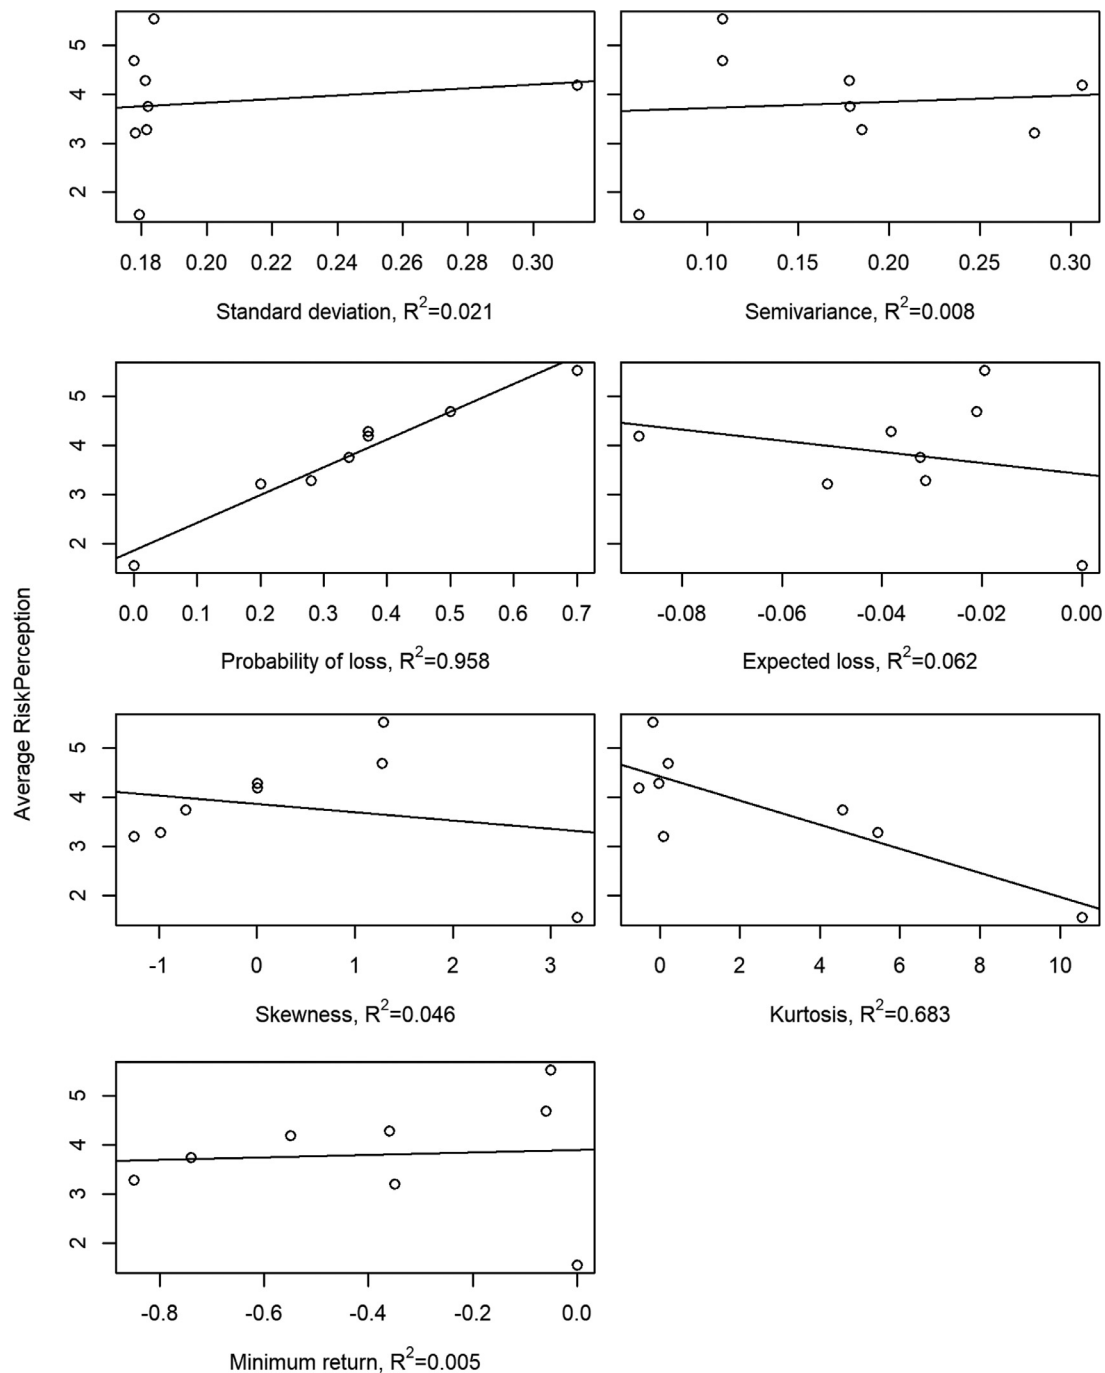 Average RiskPerception
2 3 4 5
0.18 0.20 0.22 0.24 0.26 0.28 0.30
Standard deviation, R²=0.021
0.10 0.15 0.20 0.25 0.30
Semivariance, R²=0.008
2 3 4 5
0.0 0.1 0.2 0.3 0.4 0.5 0.6 0.7
Probability of loss, R²=0.958
-0.08 -0.06 -0.04 -0.02 0.00
Expected loss, R²=0.062
2 3 4 5
-1 0 1 2 3
Skewness, R²=0.046
0 2 4 6 8 10
Kurtosis, R²=0.683
2 3 4 5
-0.8 -0.6 -0.4 -0.2 0.0
Minimum return, R²=0.005